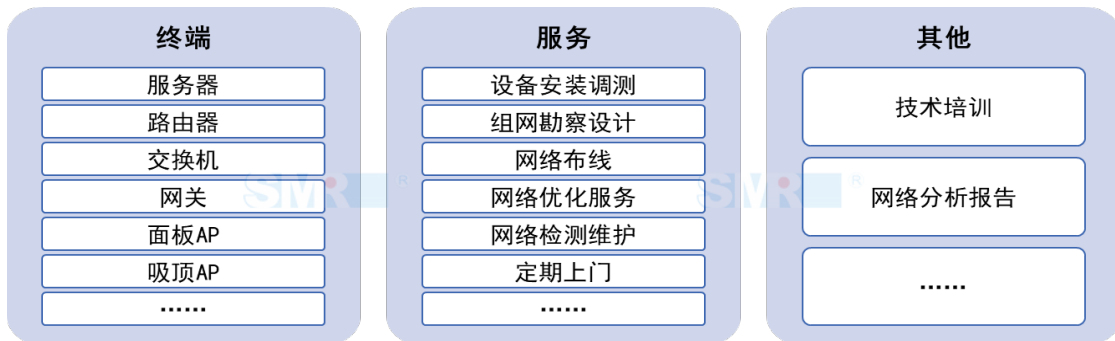 终端
服务器
路由器
交换机
网关
面板AP
吸顶AP
……
服务
设备安装调测
组网勘察设计
网络布线
网络优化服务
网络检测维护
定期上门
……
其他
技术培训
网络分析报告
……
SMR
®
SMR
®